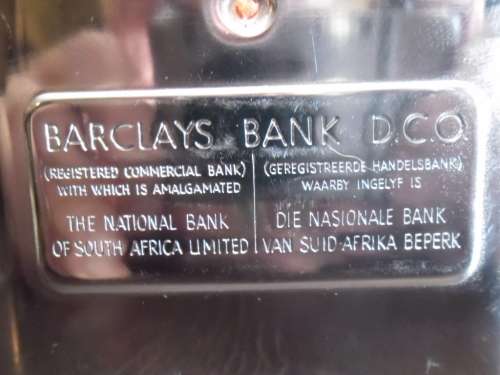 BARCLAYS BANK D.C.O.
(REGISTERED COMMERCIAL BANK)
WITH WHICH IS AMALGAMATED
THE NATIONAL BANK
OF SOUTH AFRICA LIMITED
(GEREGISTREERDE HANDELSBANK)
WAARBY INGELYF IS
DIE NASIONALE BANK
VAN SUID-AFRIKA BEPERK